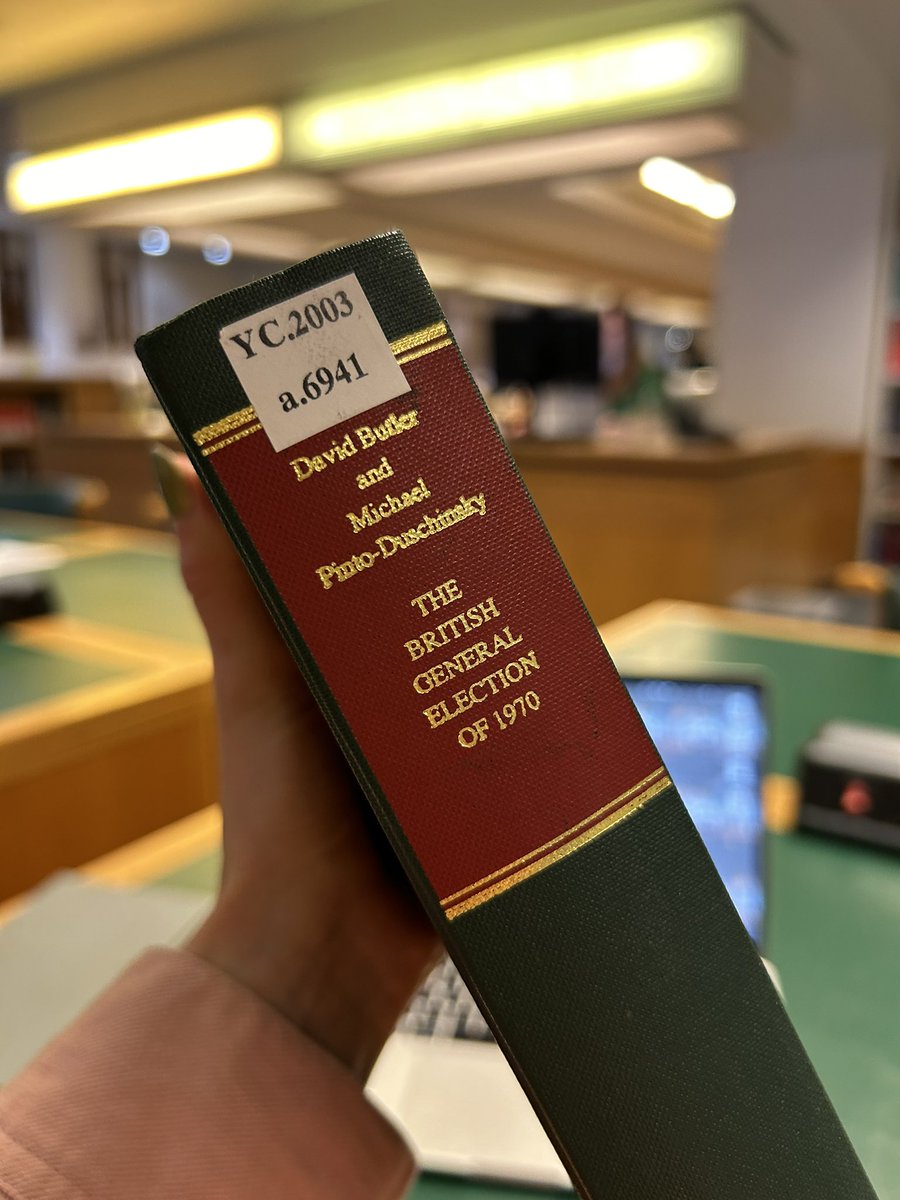 YC.2003
a.6941
David Butler
and
Michael
Pinto-Duschinsky
THE
BRITISH
GENERAL
ELECTION
OF 1970